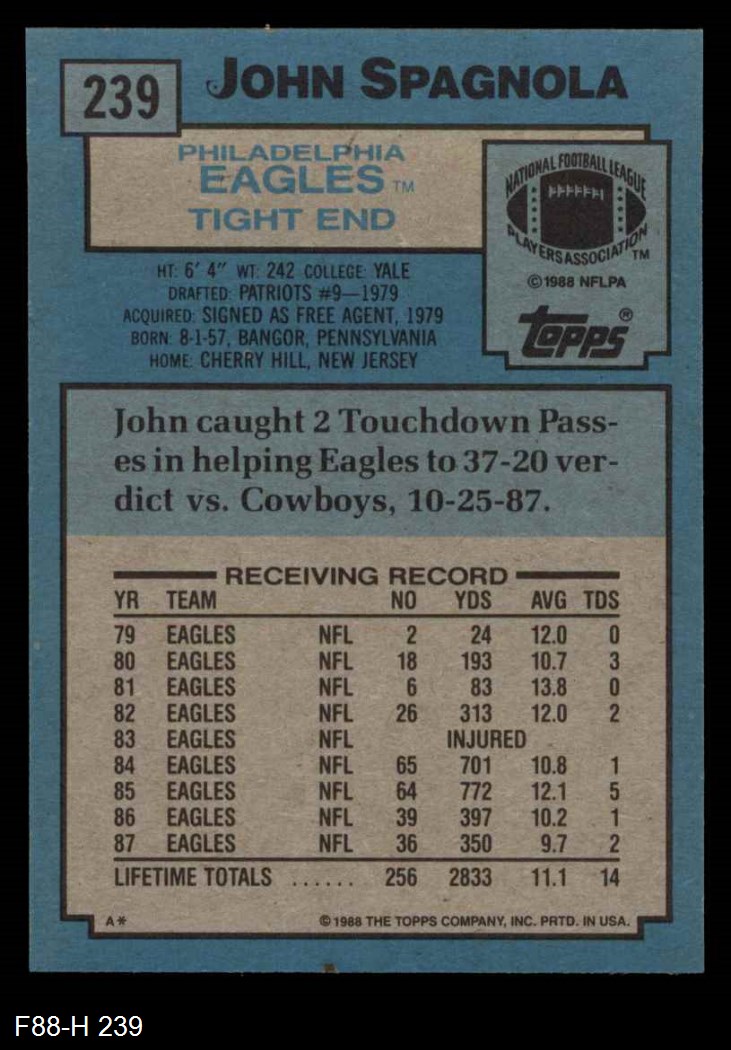 239
JOHN SPAGNOLA
PHILADELPHIA
EAGLES TM
TIGHT END
NATIONAL FOOTBALL LEAGUE
PLAYERS ASSOCIATION TM
©1988 NFLPA
topps®
HT: 6' 4" WT: 242 COLLEGE: YALE
DRAFTED: PATRIOTS #9—1979
ACQUIRED: SIGNED AS FREE AGENT, 1979
BORN: 8-1-57, BANGOR, PENNSYLVANIA
HOME: CHERRY HILL, NEW JERSEY
John caught 2 Touchdown Pass-
es in helping Eagles to 37-20 ver-
dict vs. Cowboys, 10-25-87.
RECEIVING RECORD
YR TEAM NO YDS AVG TDS
79 EAGLES NFL 2 24 12.0 0
80 EAGLES NFL 18 193 10.7 3
81 EAGLES NFL 6 83 13.8 0
82 EAGLES NFL 26 313 12.0 2
83 EAGLES NFL INJURED
84 EAGLES NFL 65 701 10.8 1
85 EAGLES NFL 64 772 12.1 5
86 EAGLES NFL 39 397 10.2 1
87 EAGLES NFL 36 350 9.7 2
LIFETIME TOTALS ...... 256 2833 11.1 14
A* ©1988 THE TOPPS COMPANY, INC. PRTD. IN USA.
F88-H 239